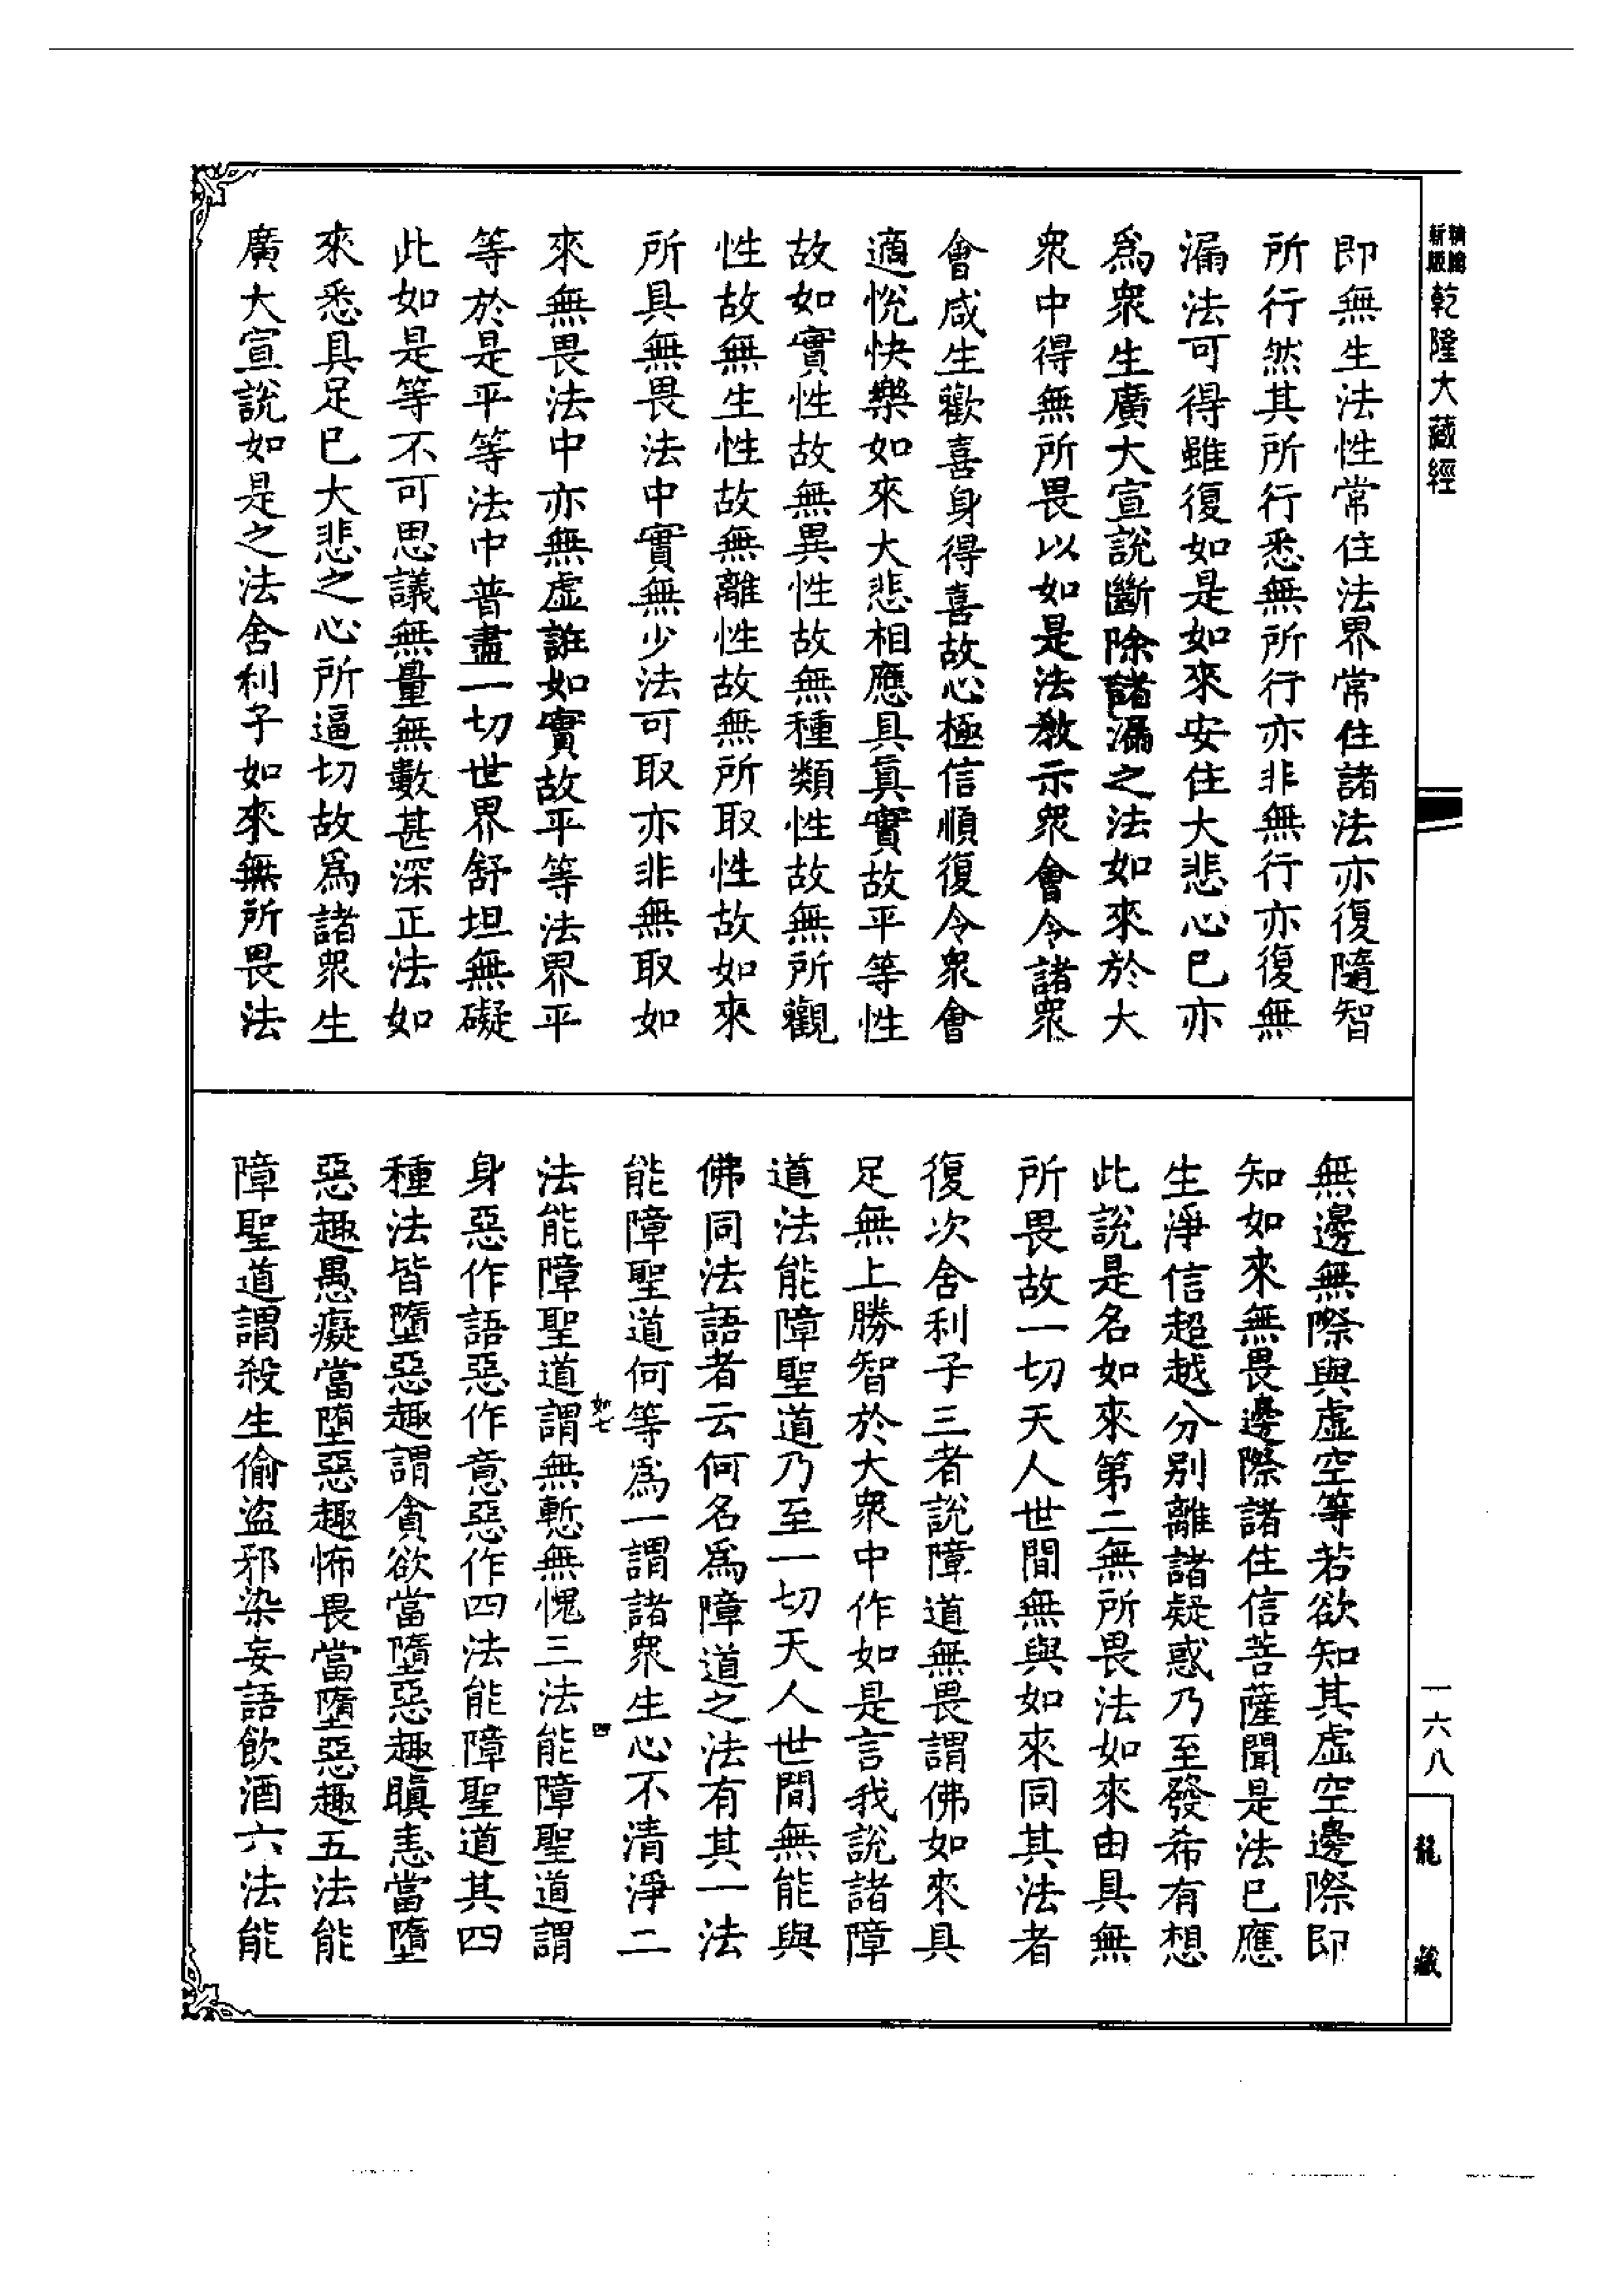 精繪
新版
乾隆大藏經
即無生法性常住法界常住諸法亦復隨智
所行然其所行悉無所行亦非無行亦復無
漏法可得雖復如是如來安住大悲心已亦
爲衆生廣大宣說斷除諸漏之法如來於大
衆中得無所畏以如是法教示衆會令諸衆
會咸生歡喜身得喜故心極信順復令衆會
適悅快樂如來大悲相應具眞實故平等性
故如實性故無異性故無種類性故無所觀
性故無生性故無離性故無所取性故如來
所具無畏法中實無少法可取亦非無取如
來無畏法中亦無虛誑如實故平等法界平
等於是平等法中普盡一切世界舒坦無礙
此如是等不可思議無量無數甚深正法如
來悉具足已大悲之心所逼切故爲諸衆生
廣大宣說如是之法舍利子如來無所畏法
無邊無際與虛空等若欲知其虛空邊際即
知如來無畏邊際諸住信菩薩聞是法已應
生淨信超越分別離諸疑惑乃至發希有想
此說是名如來第二無所畏法如來由具無
所畏故一切天人世間無與如來同其法者
復次舍利子三者說障道無畏謂佛如來具
足無上勝智於大衆中作如是言我說諸障
道法能障聖道乃至一切天人世間無能與
佛同法語者云何名爲障道之法有其一法
能障聖道何等爲一謂諸衆生心不清淨二
如七
四
法能障聖道謂無慙無愧三法能障聖道謂
身惡作語惡作意惡作四法能障聖道其四
種法皆墮惡趣謂貪欲當墮惡趣瞋恚當墮
惡趣愚癡當墮惡趣怖畏當墮惡趣五法能
障聖道謂殺生偷盜邪染妄語飲酒六法能
一六八
龍藏